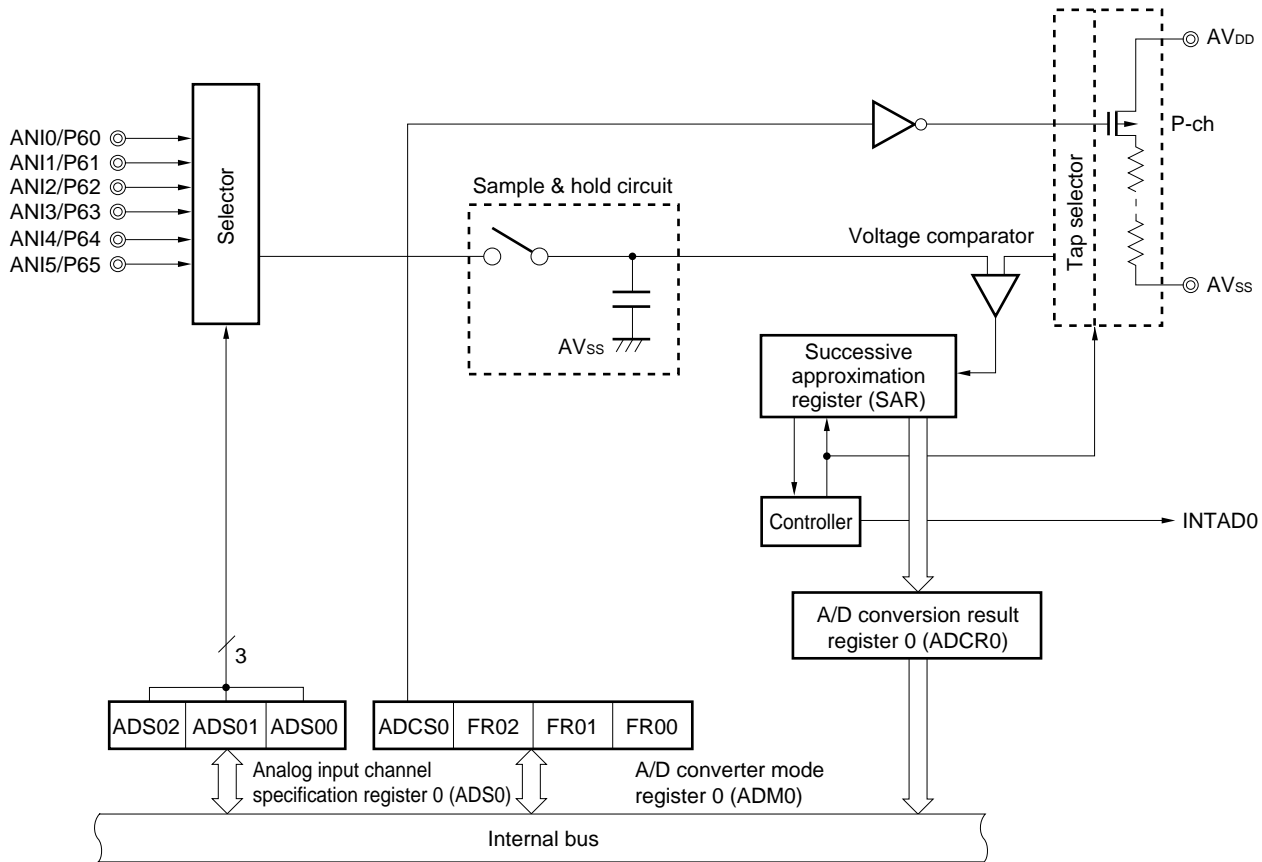 AVDD
P-ch
ANI0/P60
ANI1/P61
ANI2/P62
ANI3/P63
ANI4/P64
ANI5/P65
Selector
Sample & hold circuit
AVSS
Voltage comparator
Tap selector
AVSS
Successive
approximation
register (SAR)
Controller
INTAD0
A/D conversion result
register 0 (ADCR0)
3
ADS02 ADS01 ADS00
ADCS0 FR02 FR01 FR00
Analog input channel
specification register 0 (ADS0)
A/D converter mode
register 0 (ADM0)
Internal bus